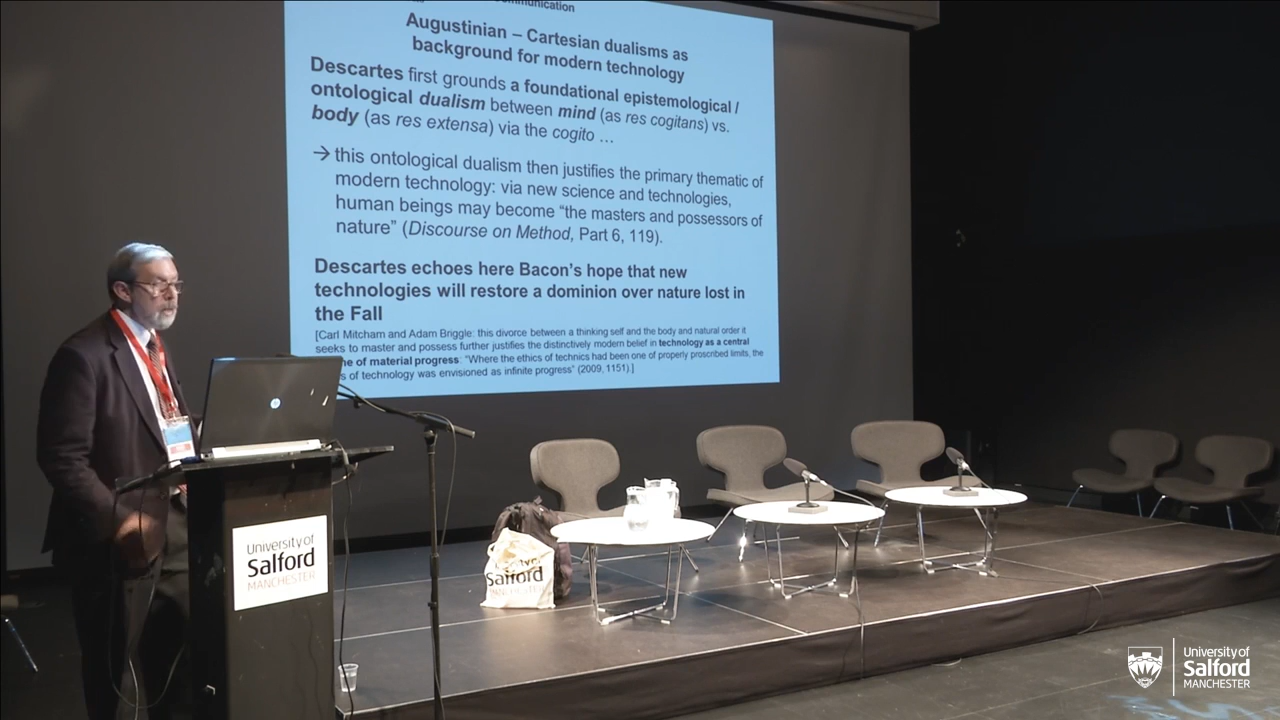 Augustinian – Cartesian dualisms as
background for modern technology
Descartes first grounds a foundational epistemological /
ontological dualism between mind (as res cogitans) vs.
body (as res extensa) via the cogito …
→ this ontological dualism then justifies the primary thematic of
modern technology: via new science and technologies,
human beings may become “the masters and possessors of
nature” (Discourse on Method, Part 6, 119).
Descartes echoes here Bacon’s hope that new
technologies will restore a dominion over nature lost in
the Fall
[Carl Mitcham and Adam Briggle: this divorce between a thinking self and the body and natural order it
seeks to master and possess further justifies the distinctively modern belief in technology as a central
of material progress: “Where the ethics of technics had been one of properly proscribed limits, the
of technology was envisioned as infinite progress” (2009, 1151).]
University of
Salford
MANCHESTER
Salford
MANCHESTER
University of
Salford
MANCHESTER